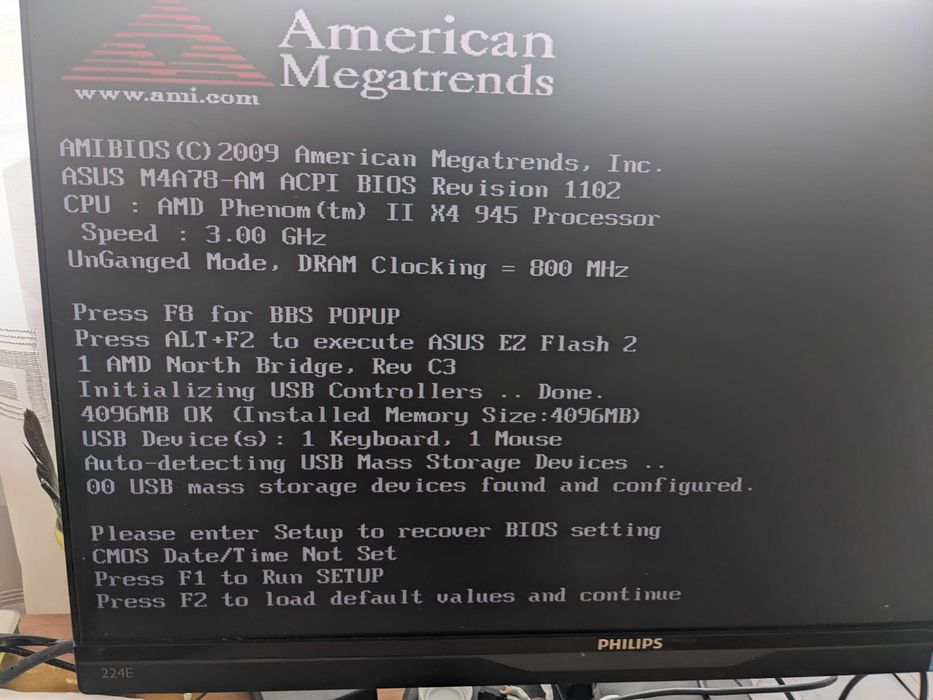 American
Megatrends
www.ami.com
AMIBIOS(C)2009 American Megatrends, Inc.
ASUS M4A78-AM ACPI BIOS Revision 1102
CPU : AMD Phenom(tm) II X4 945 Processor
Speed : 3.00 GHz
UnGanged Mode, DRAM Clocking = 800 MHz
Press F8 for BBS POPUP
Press ALT+F2 to execute ASUS EZ Flash 2
1 AMD North Bridge, Rev C3
Initializing USB Controllers .. Done.
4096MB OK (Installed Memory Size:4096MB)
USB Device(s): 1 Keyboard, 1 Mouse
Auto-detecting USB Mass Storage Devices ..
00 USB mass storage devices found and configured.
Please enter Setup to recover BIOS setting
CMOS Date/Time Not Set
Press F1 to Run SETUP
Press F2 to load default values and continue
PHILIPS
224E